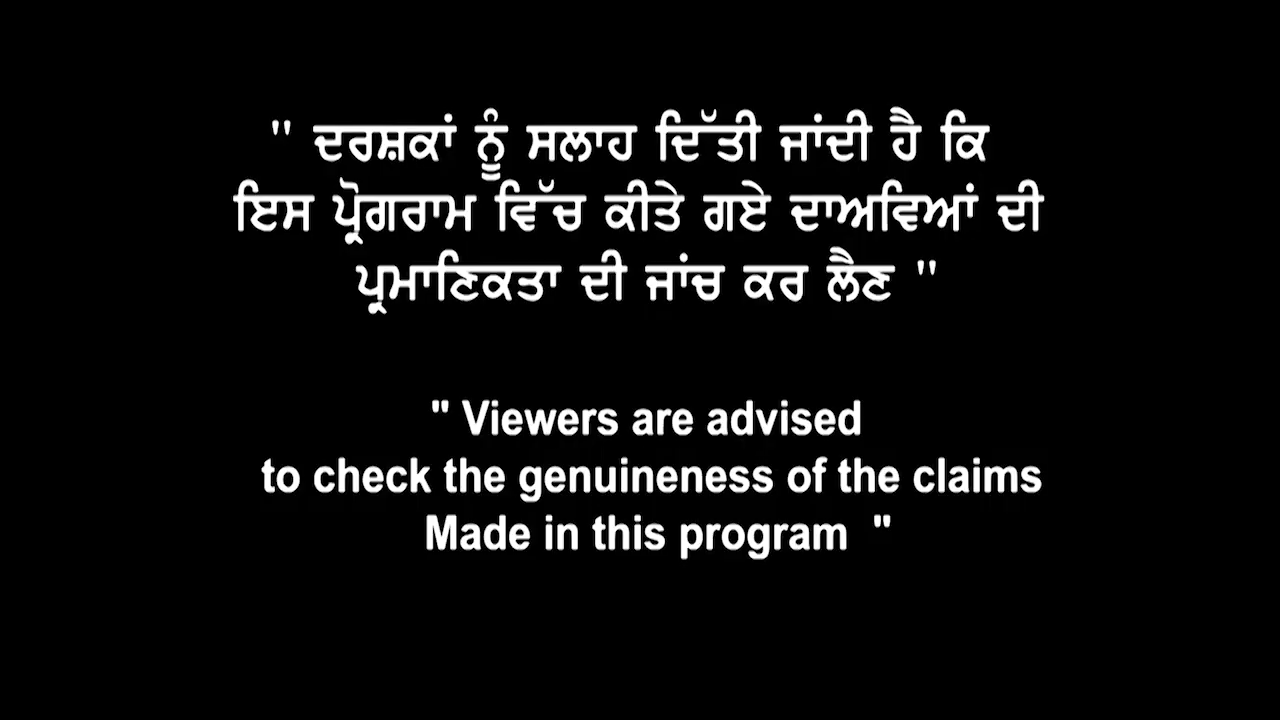 " ਦਰਸ਼ਕਾਂ ਨੂੰ ਸਲਾਹ ਦਿੱਤੀ ਜਾਂਦੀ ਹੈ ਕਿ
ਇਸ ਪ੍ਰੋਗਰਾਮ ਵਿੱਚ ਕੀਤੇ ਗਏ ਦਾਅਵਿਆਂ ਦੀ
ਪ੍ਰਮਾਣਿਕਤਾ ਦੀ ਜਾਂਚ ਕਰ ਲੈਣ "
" Viewers are advised
to check the genuineness of the claims
Made in this program "